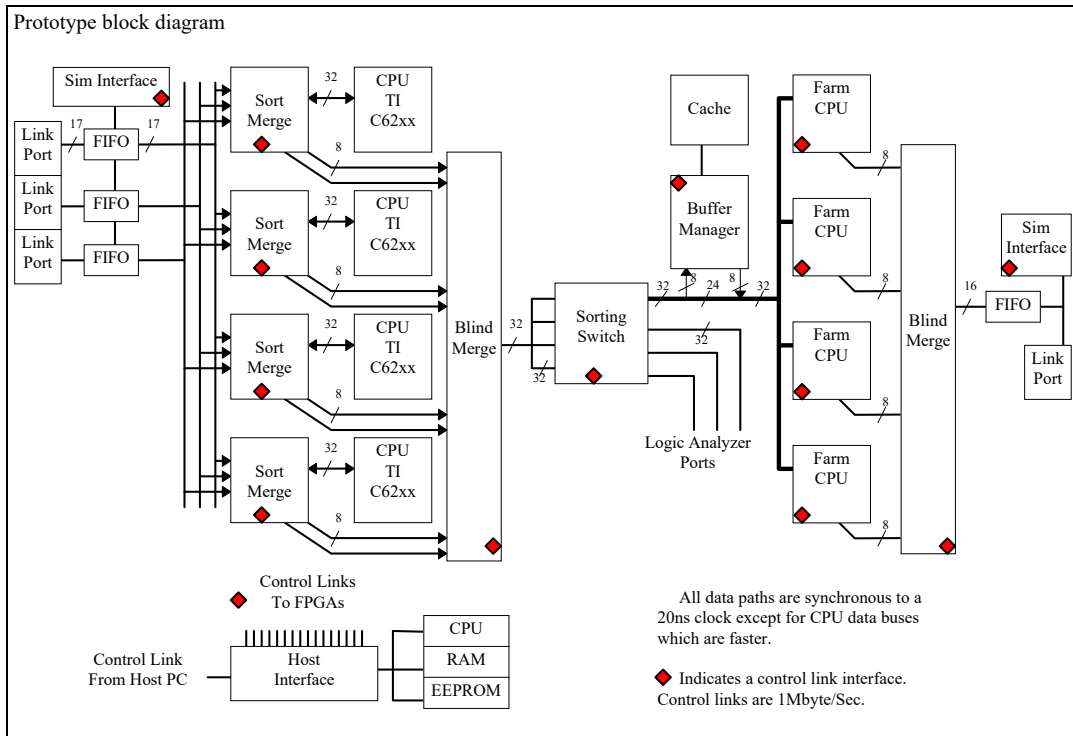 Prototype block diagram
Sim Interface
Link
Port
17
FIFO
17
Link
Port
FIFO
Link
Port
FIFO
Sort
Merge
32
CPU
TI
C62xx
8
Sort
Merge
32
CPU
TI
C62xx
8
Sort
Merge
32
CPU
TI
C62xx
8
Sort
Merge
32
CPU
TI
C62xx
8
Blind
Merge
32
32
Sorting
Switch
Cache
Buffer
Manager
32
8
24
8
32
32
Logic Analyzer
Ports
Farm
CPU
8
Farm
CPU
8
Farm
CPU
8
Farm
CPU
8
Blind
Merge
16
FIFO
Sim
Interface
Link
Port
Control Links
To FPGAs
Control Link
From Host PC
Host
Interface
CPU
RAM
EEPROM
All data paths are synchronous to a
20ns clock except for CPU data buses
which are faster.
Indicates a control link interface.
Control links are 1Mbyte/Sec.